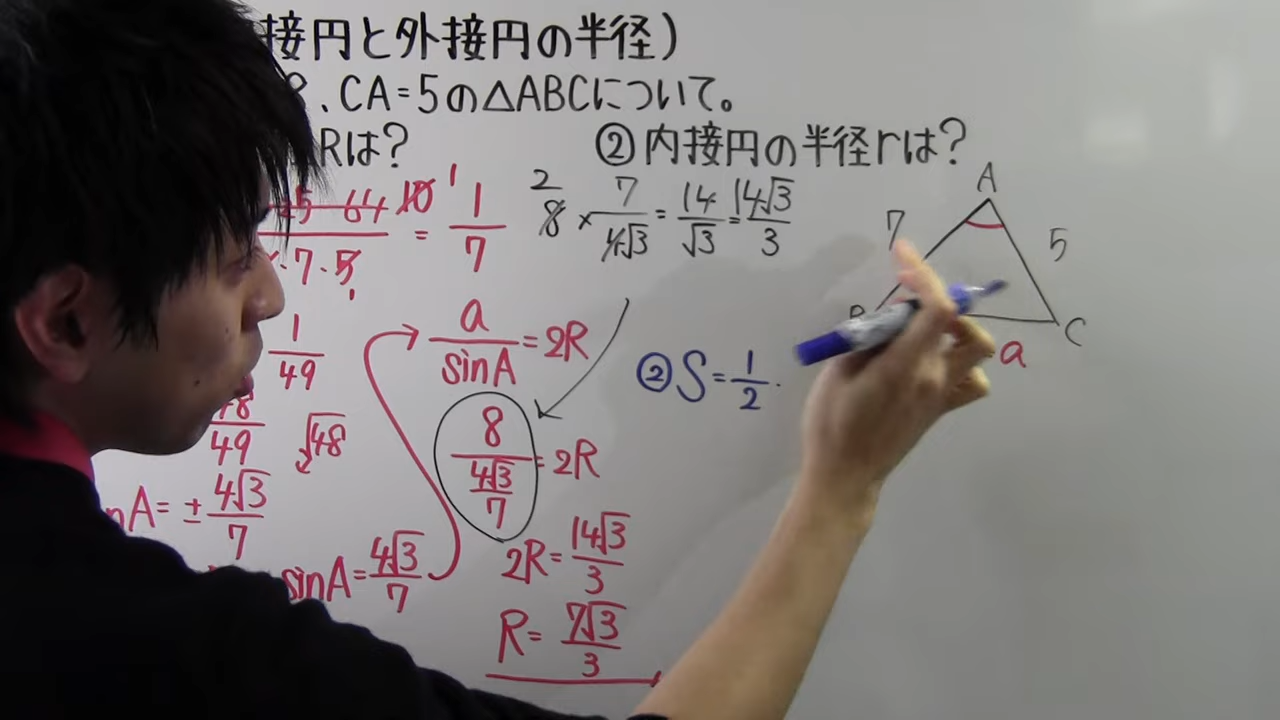 接円と外接円の半径)
8、CA=5の△ABCについて。
Rは?
25 64 10 1
・7・5 1
= 1/7
1/49
48/49 √48
nA=±4√3/7
sinA=4√3/7
a/sinA=2R
8/(4√3/7)=2R
2R=14√3/3
R=7√3/3
②内接円の半径rは?
2
8×7/4√3=14/√3=14√3/3
②S=1/2・
A
7
5
B
C
a